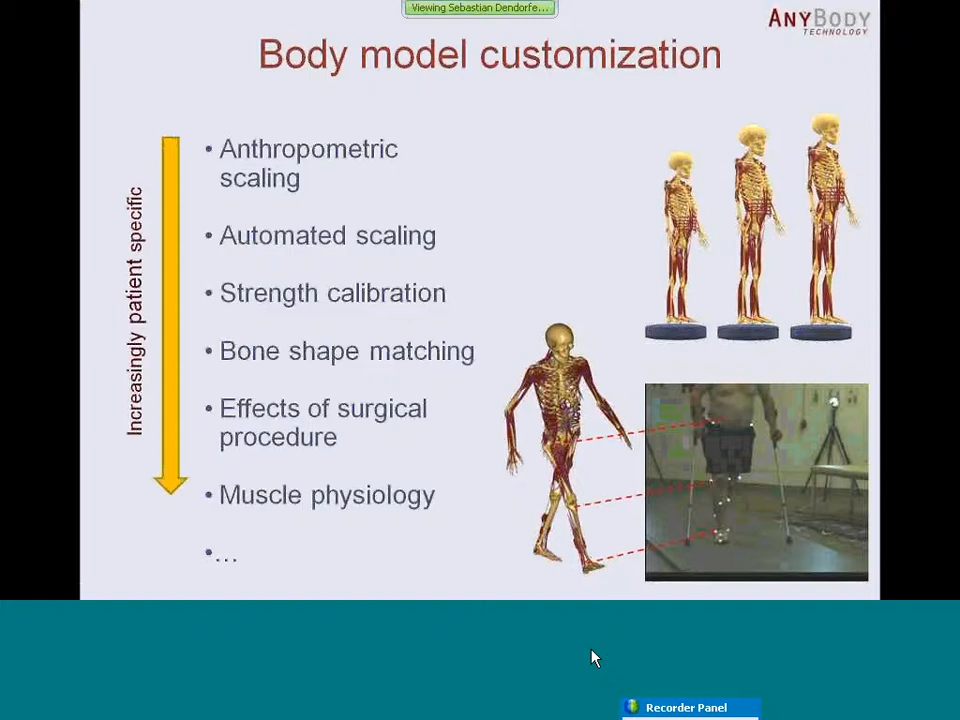 Viewing Sebastian Dendorfe...
ANYBODY
TECHNOLOGY
Body model customization
Increasingly patient specific
• Anthropometric
scaling
• Automated scaling
• Strength calibration
• Bone shape matching
• Effects of surgical
procedure
• Muscle physiology
•...
Recorder Panel